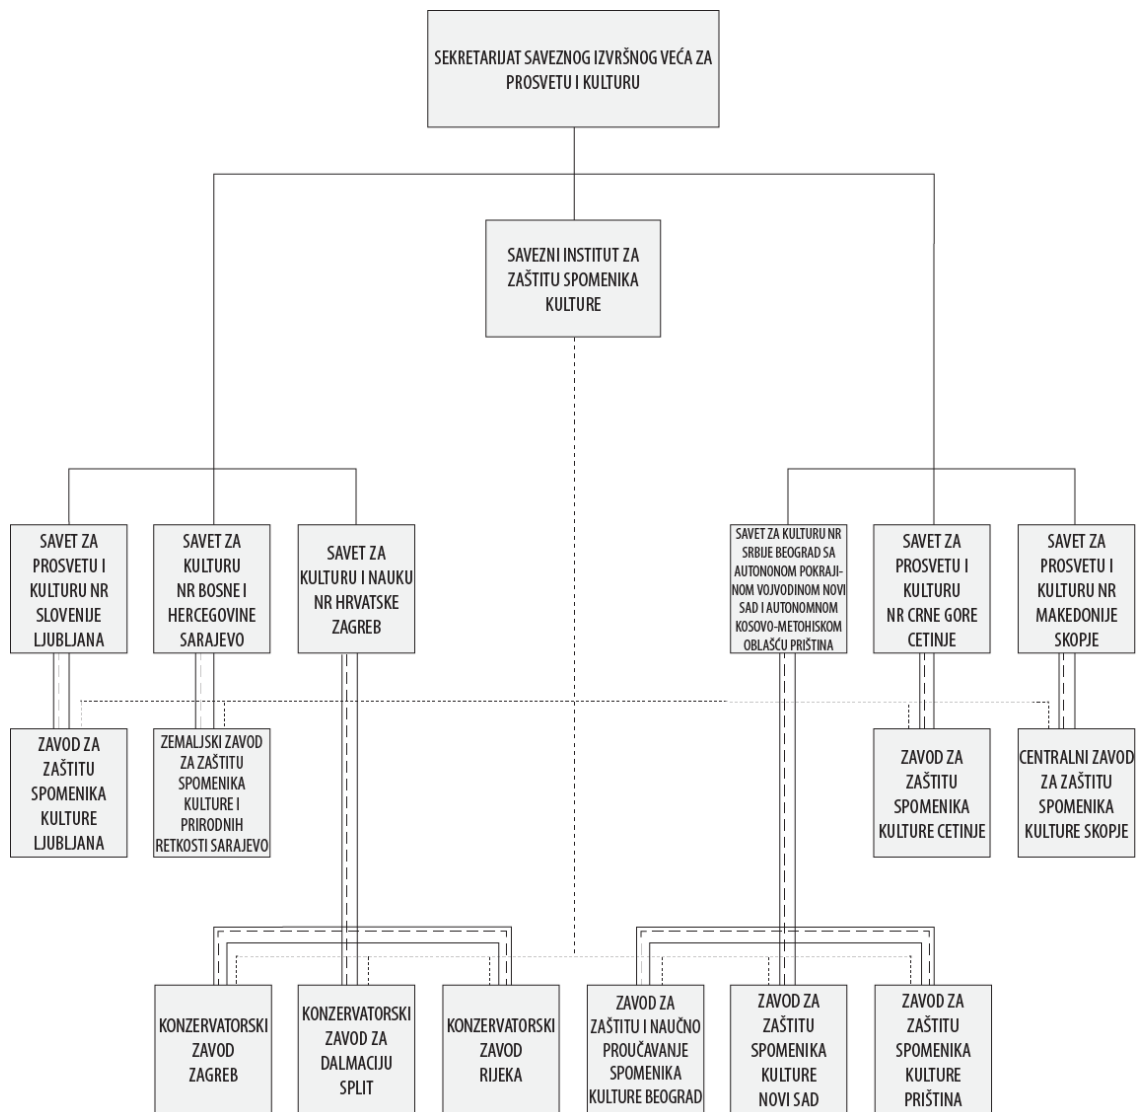 SEKRETARIJAT SAVEZNOG IZVRŠNOG VEĆA ZA
PROSVETU I KULTURU
SAVEZNI INSTITUT ZA
ZAŠTITU SPOMENIKA
KULTURE
SAVET ZA
PROSVETU I
KULTURU NR
SLOVENIJE
LJUBLJANA
SAVET ZA
KULTURU
NR BOSNE I
HERCEGOVINE
SARAJEVO
SAVET ZA
KULTURU I NAUKU
NR HRVATSKE
ZAGREB
SAVET ZA KULTURU NR
SRBIJE BEOGRAD SA
AUTONONOM POKRAJI-
NOM VOJVODINOM NOVI
SAD I AUTONOMNOM
KOSOVO-METOHISKOM
OBLAŠĆU PRIŠTINA
SAVET ZA
PROSVETU I
KULTURU
NR CRNE GORE
CETINJE
SAVET ZA
PROSVETU I
KULTURU NR
MAKEDONIJE
SKOPJE
ZAVOD ZA
ZAŠTITU
SPOMENIKA
KULTURE
LJUBLJANA
ZEMALJSKI ZAVOD
ZA ZAŠTITU
SPOMENIKA
KULTURE I
PRIRODNIH
RETKOSTI SARAJEVO
ZAVOD ZA
ZAŠTITU
SPOMENIKA
KULTURE CETINJE
CENTRALNI ZAVOD
ZA ZAŠTITU
SPOMENIKA
KULTURE SKOPJE
KONZERVATORSKI
ZAVOD
ZAGREB
KONZERVATORSKI
ZAVOD ZA
DALMACIJU
SPLIT
KONZERVATORSKI
ZAVOD
RIJEKA
ZAVOD ZA
ZAŠTITU I NAUČNO
PROUČAVANJE
SPOMENIKA
KULTURE BEOGRAD
ZAVOD ZA
ZAŠTITU
SPOMENIKA
KULTURE
NOVI SAD
ZAVOD ZA
ZAŠTITU
SPOMENIKA
KULTURE
PRIŠTINA